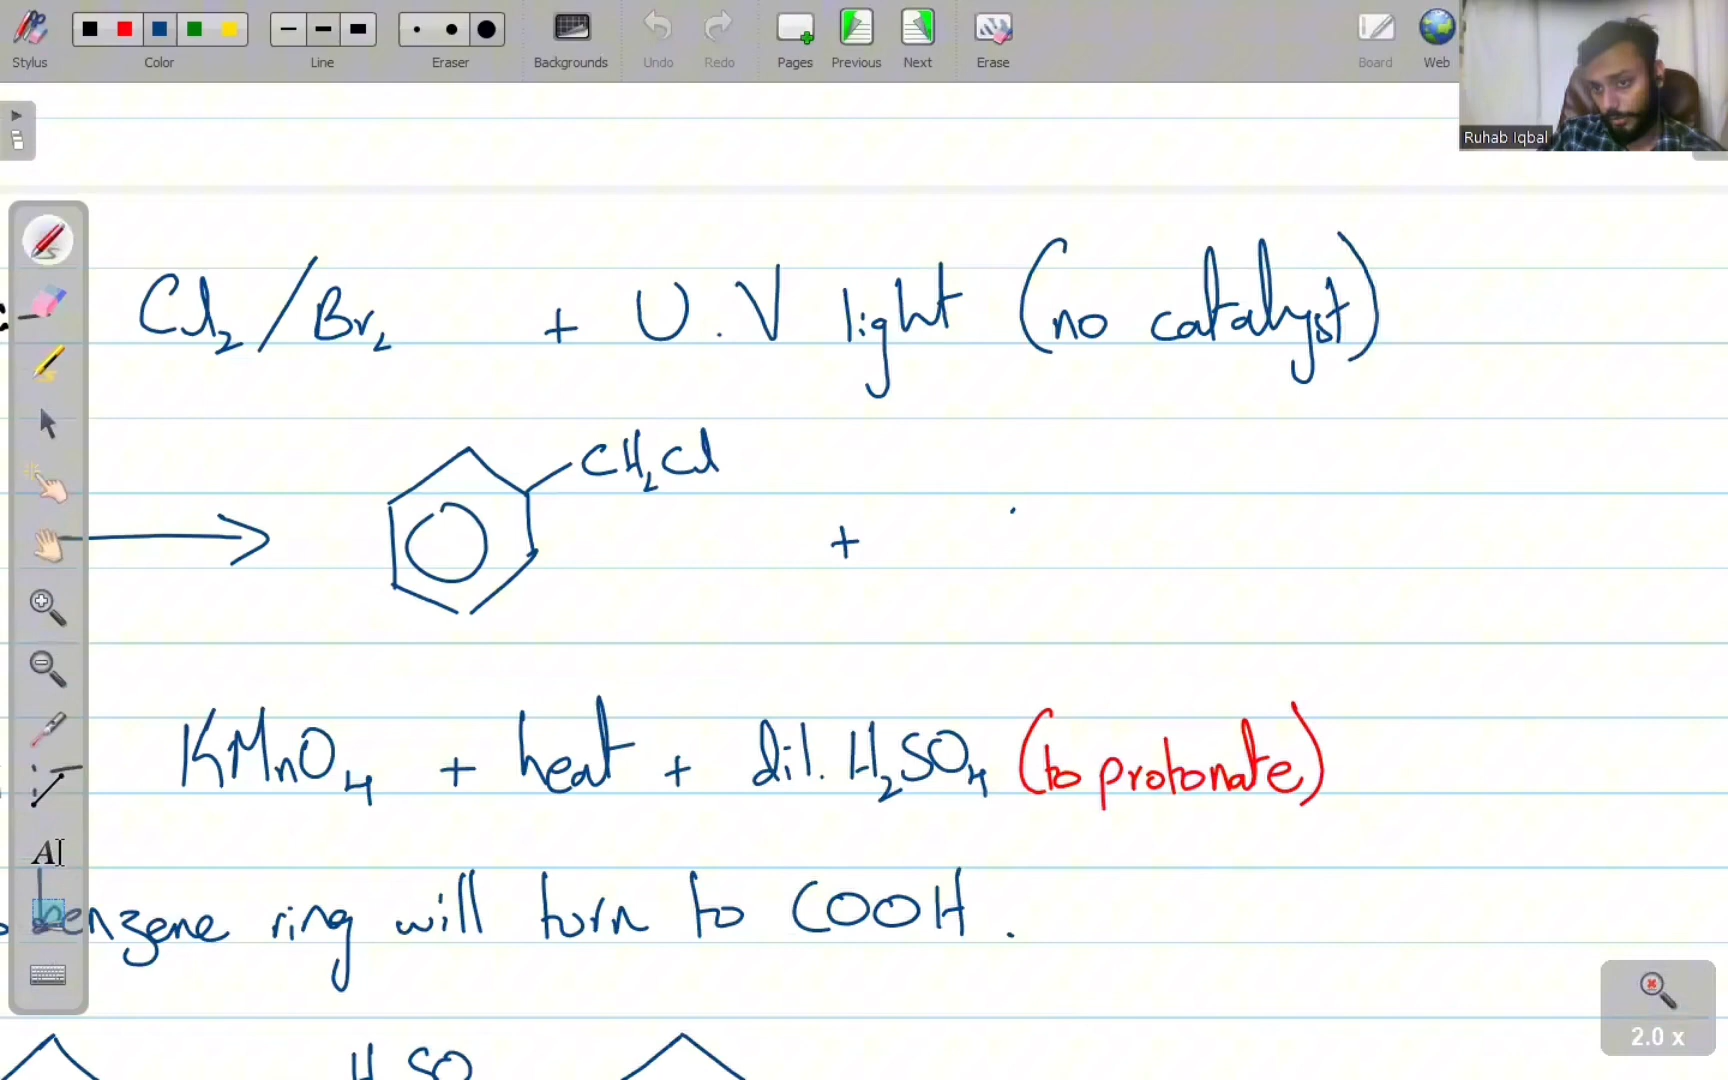 Stylus Color Line Eraser Backgrounds Undo Redo Pages Previous Next Erase Board Web
Ruhab Iqbal
Cl₂/Br₂ + U.V light (no catalyst)
CH₂Cl
+
KMnO₄ + heat + dil. H₂SO₄ (to protonate)
benzene ring will turn to COOH.
H SO
2.0 x